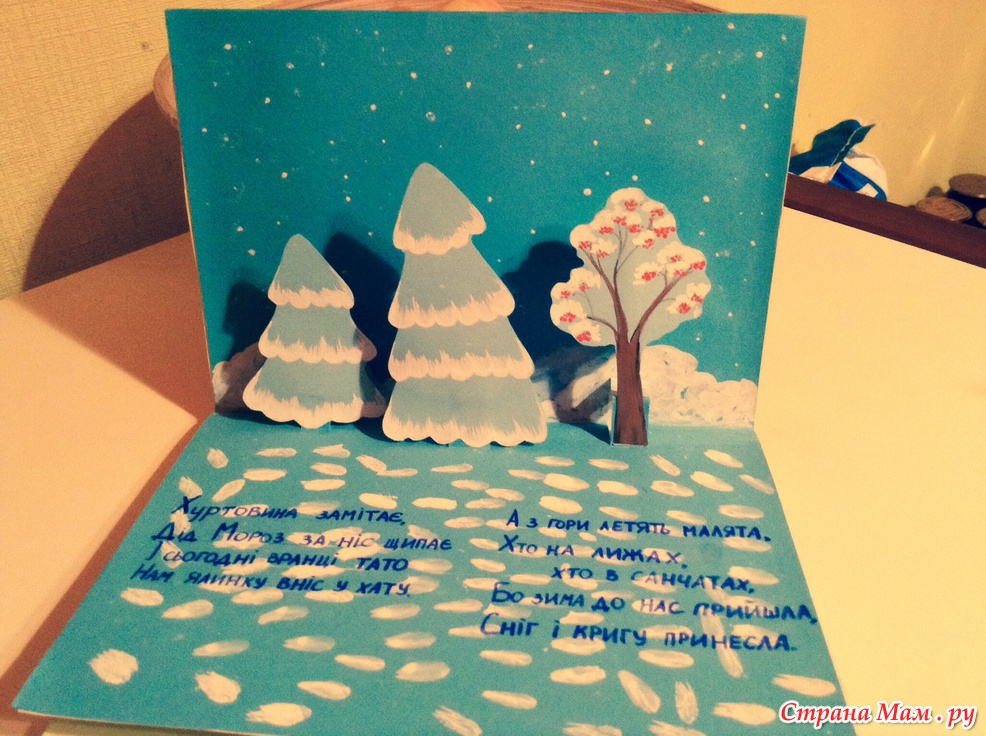 Хуртовина замітає,
Дід Мороз за ніс щипає
І сьогодні вранці тато
Нам ялинку вніс у хату.
А з гори летять малята,
Хто на лижах,
хто в санчатах,
Бо зима до нас прийшла,
Сніг і кригу принесла.
Страна Мам.ру